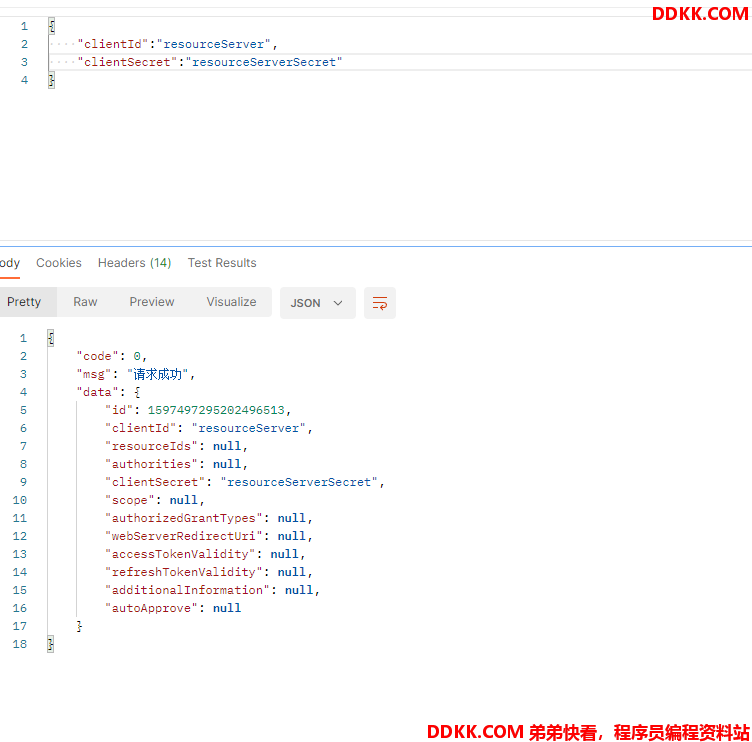 DDKK.COM
1 {
2 ····"clientId":"resourceServer",
3 ····"clientSecret":"resourceServerSecret"
4 }
ody Cookies Headers (14) Test Results
Pretty Raw Preview Visualize JSON
1 {
2 "code": 0,
3 "msg": "请求成功",
4 "data": {
5 "id": 1597497295202496513,
6 "clientId": "resourceServer",
7 "resourceIds": null,
8 "authorities": null,
9 "clientSecret": "resourceServerSecret",
10 "scope": null,
11 "authorizedGrantTypes": null,
12 "webServerRedirectUri": null,
13 "accessTokenValidity": null,
14 "refreshTokenValidity": null,
15 "additionalInformation": null,
16 "autoApprove": null
17 }
18 }
DDKK.COM 弟弟快看，程序员编程资料站